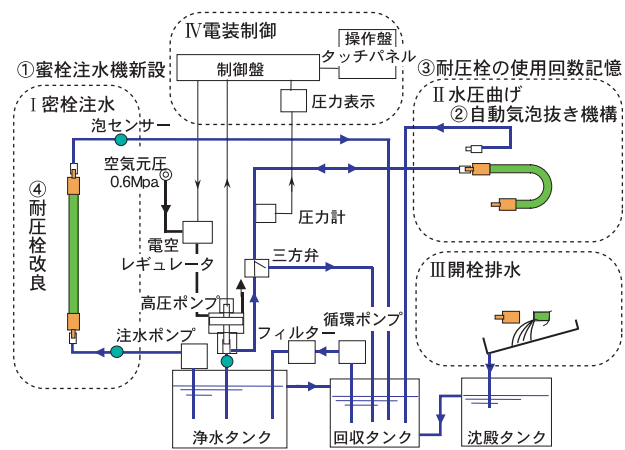 Ⅳ電装制御
操作盤
タッチパネル
制御盤
圧力表示
①蜜栓注水機新設
Ⅰ密栓注水
泡センサー
空気元圧
0.6Mpa
④耐圧栓改良
電空
レギュレータ
高圧ポンプ
注水ポンプ
圧力計
三方弁
循環ポンプ
フィルター
③耐圧栓の使用回数記憶
Ⅱ水圧曲げ
②自動気泡抜き機構
Ⅲ開栓排水
浄水タンク
回収タンク
沈殿タンク